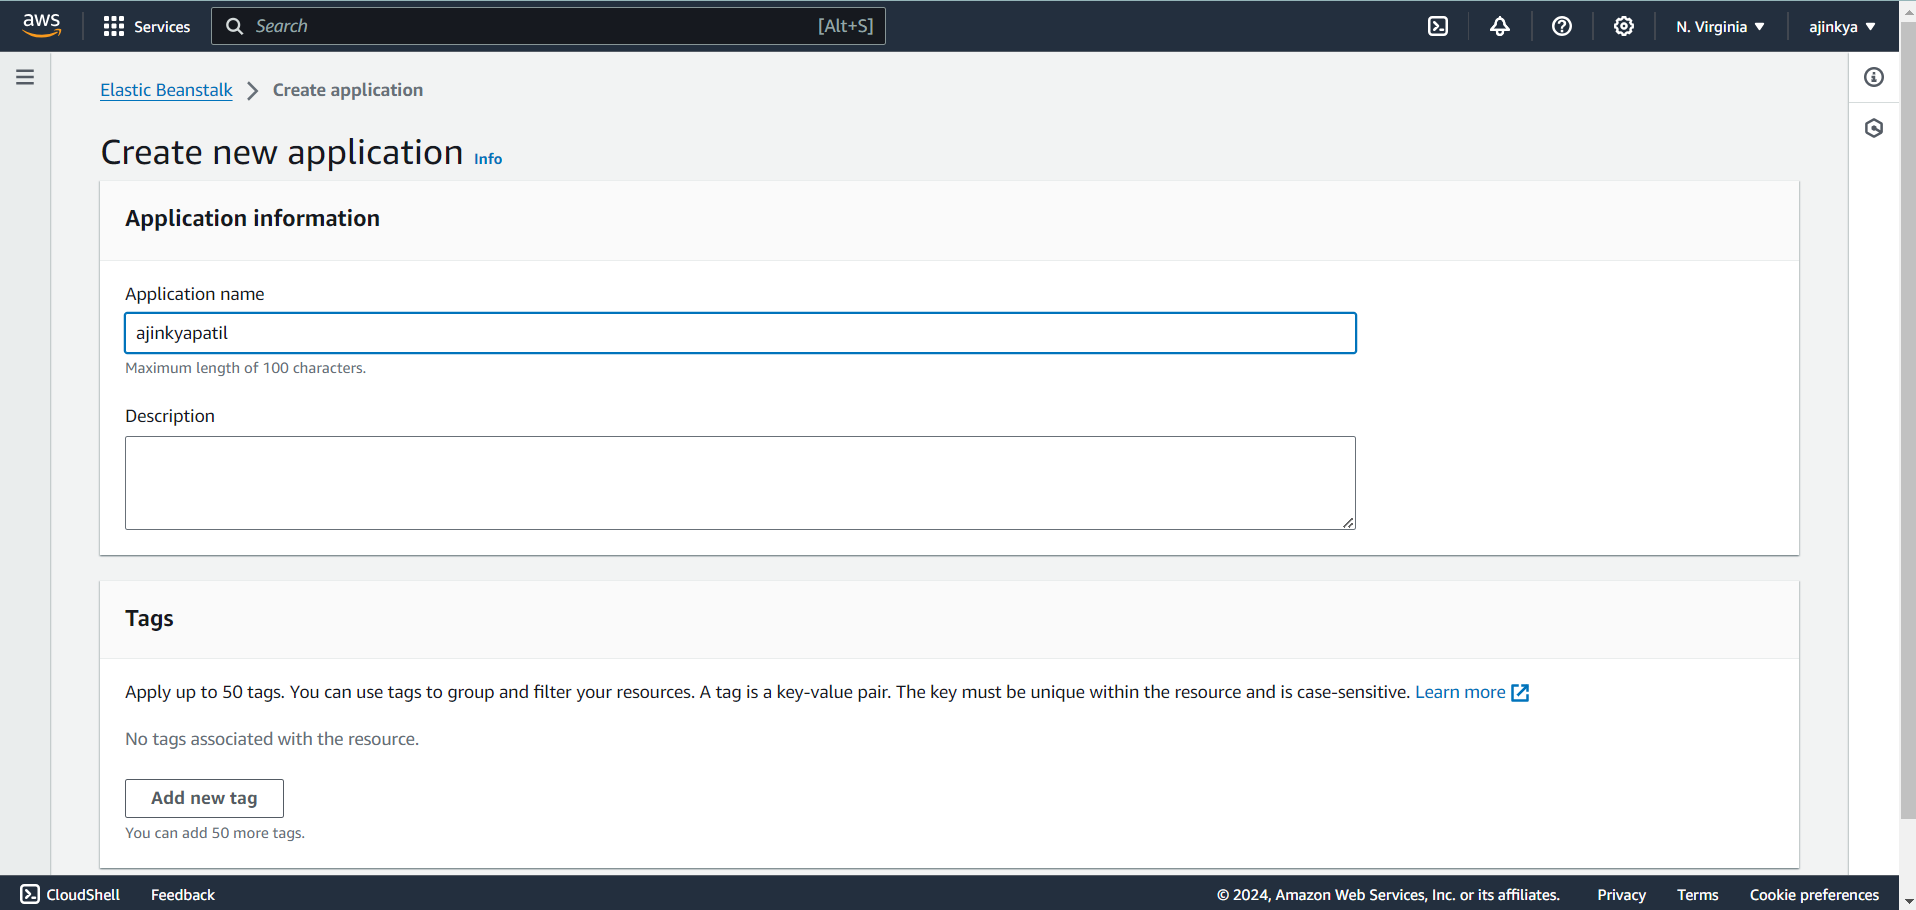 aws Services Search [Alt+S] N. Virginia ajinkya
Elastic Beanstalk Create application
Create new application Info
Application information
Application name
ajinkyapatil
Maximum length of 100 characters.
Description
Tags
Apply up to 50 tags. You can use tags to group and filter your resources. A tag is a key-value pair. The key must be unique within the resource and is case-sensitive. Learn more
No tags associated with the resource.
Add new tag
You can add 50 more tags.
CloudShell Feedback © 2024, Amazon Web Services, Inc. or its affiliates. Privacy Terms Cookie preferences